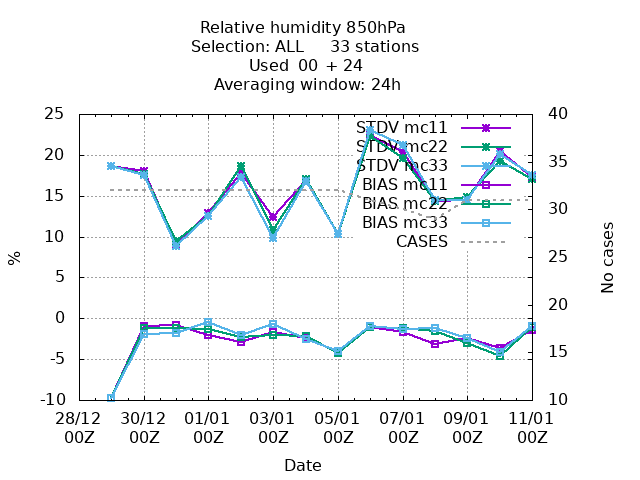 Relative humidity 850hPa
Selection: ALL 33 stations
Used 00 + 24
Averaging window: 24h
25
20
15
10
5
0
-5
-10
%
40
35
30
25
20
15
10
No cases
STDV mc11
STDV mc22
STDV mc33
BIAS mc11
BIAS mc22
BIAS mc33
CASES
28/12 30/12 01/01 03/01 05/01 07/01 09/01 11/01
00Z 00Z 00Z 00Z 00Z 00Z 00Z 00Z
Date